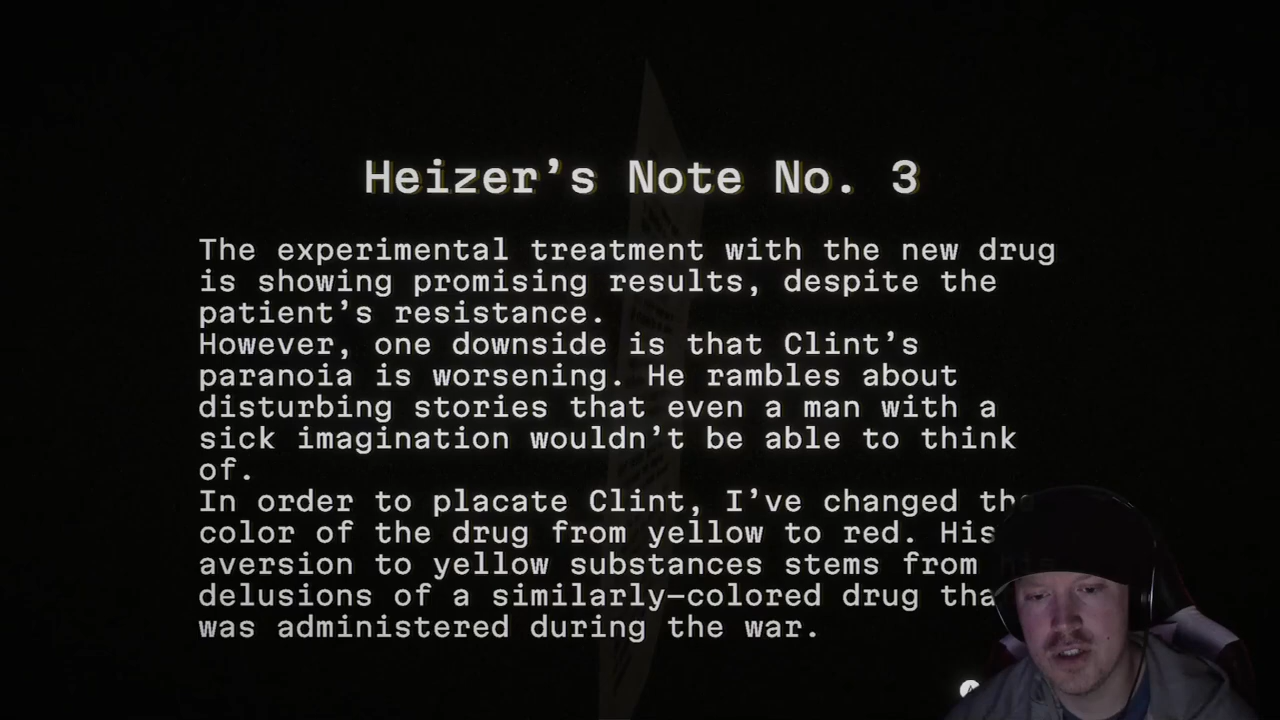 Heizer’s Note No. 3
The experimental treatment with the new drug
is showing promising results, despite the
patient’s resistance.
However, one downside is that Clint’s
paranoia is worsening. He rambles about
disturbing stories that even a man with a
sick imagination wouldn’t be able to think
of.
In order to placate Clint, I’ve changed the
color of the drug from yellow to red. His
aversion to yellow substances stems from
delusions of a similarly-colored drug
was administered during the war.